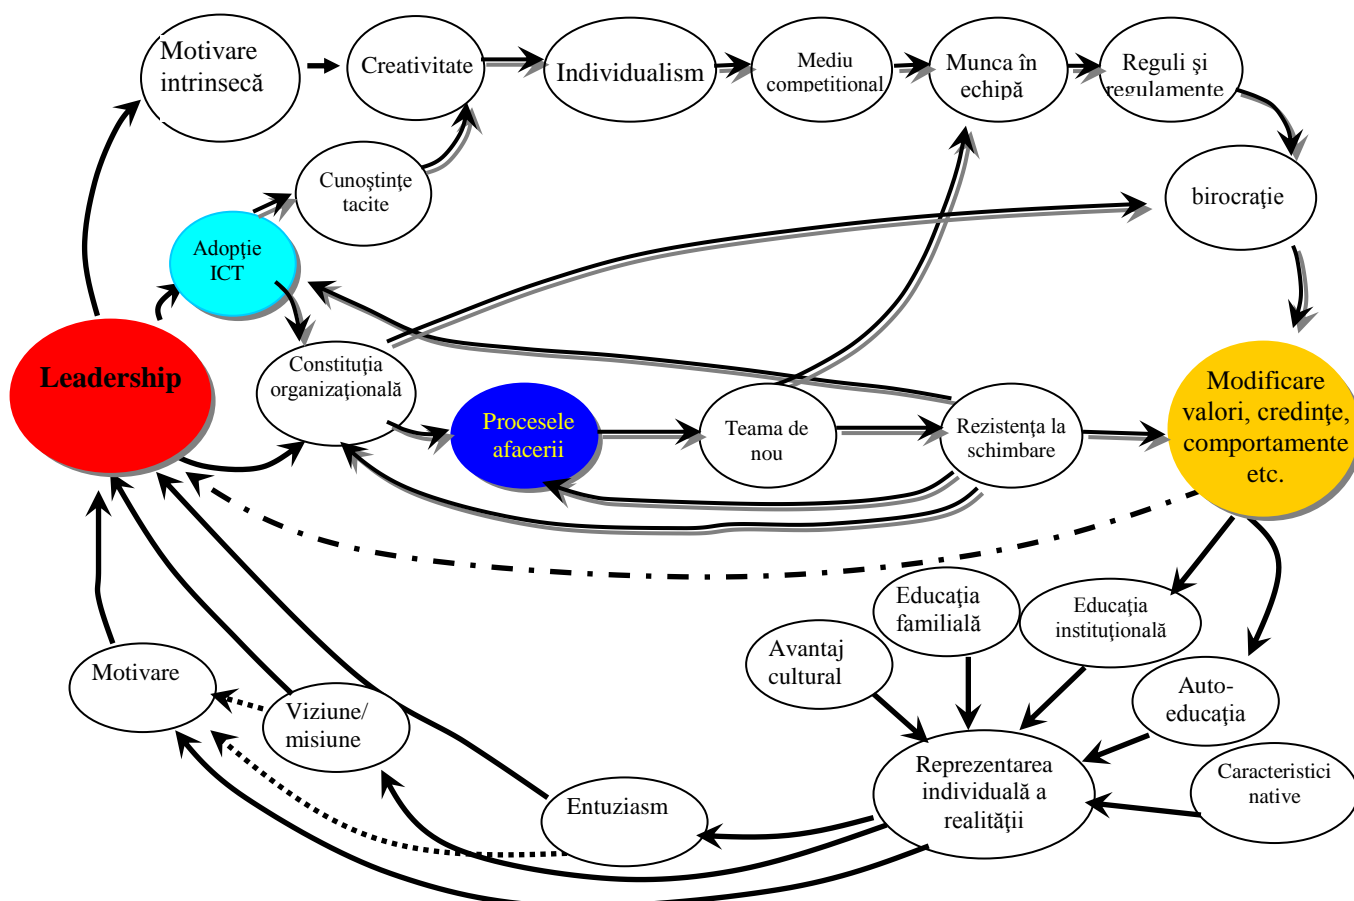 Motivare
intrinsecă
Creativitate
Individualism
Mediu
competitional
Munca în
echipă
Reguli şi
regulamente
Cunoştinţe
tacite
birocraţie
Adopţie
ICT
Leadership
Constituţia
organizaţională
Procesele
afacerii
Teama de
nou
Rezistenţa la
schimbare
Modificare
valori, credinţe,
comportamente
etc.
Educaţia
familială
Educaţia
instituţională
Avantaj
cultural
Auto-
educaţia
Motivare
Viziune/
misiune
Entuziasm
Reprezentarea
individuală a
realităţii
Caracteristici
native